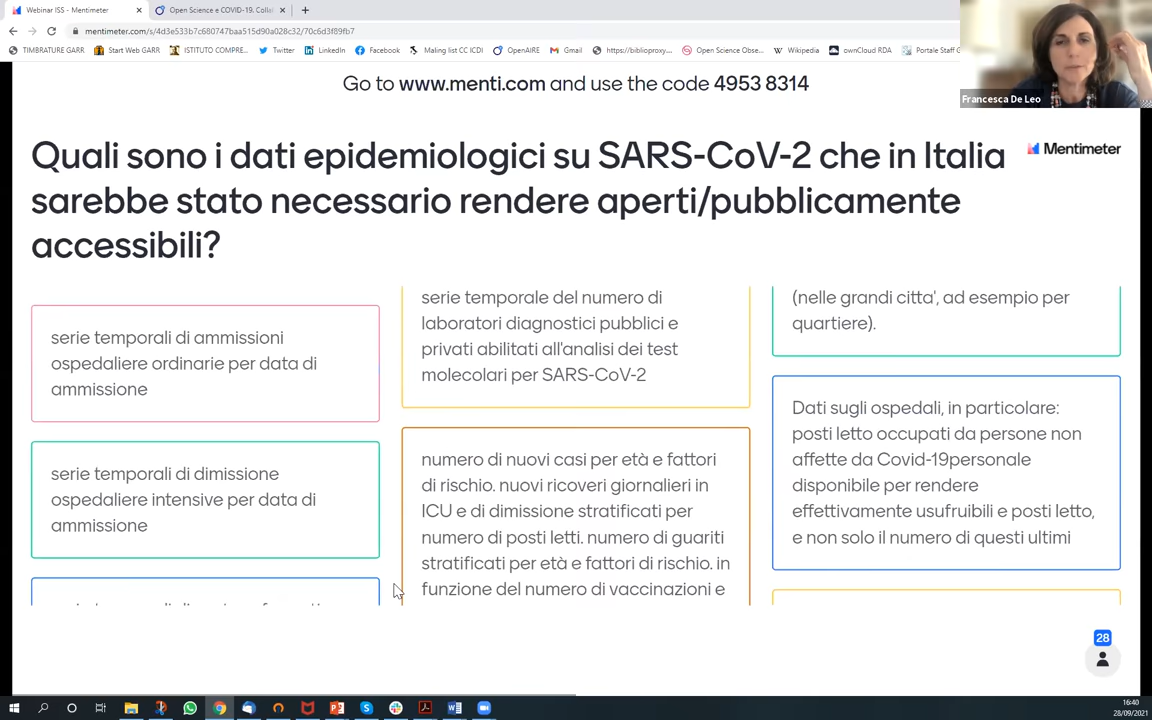 Webinar ISS - Mentimeter
Open Science e COVID-19. Colla
mentimeter.com/s/4d3e533b7c680747baa515d90a028c32/70c6d3f89fb7
TIMBRATURE GARR
Start Web GARR
ISTITUTO COMPRE...
Twitter
LinkedIn
Facebook
Maling list CC ICDI
OpenAIRE
Gmail
https://biblioproxy...
Open Science Obse...
Wikipedia
ownCloud RDA
Portale Staff G
Francesca De Leo
Go to www.menti.com and use the code 4953 8314
Mentimeter
Quali sono i dati epidemiologici su SARS-CoV-2 che in Italia
sarebbe stato necessario rendere aperti/pubblicamente
accessibili?
serie temporali di ammissioni
ospedaliere ordinarie per data di
ammissione
serie temporali di dimissione
ospedaliere intensive per data di
ammissione
serie temporale del numero di
laboratori diagnostici pubblici e
privati abilitati all'analisi dei test
molecolari per SARS-CoV-2
numero di nuovi casi per età e fattori
di rischio. nuovi ricoveri giornalieri in
ICU e di dimissione stratificati per
numero di posti letti. numero di guariti
stratificati per età e fattori di rischio. in
funzione del numero di vaccinazioni e
(nelle grandi citta', ad esempio per
quartiere).
Dati sugli ospedali, in particolare:
posti letto occupati da persone non
affette da Covid-19personale
disponibile per rendere
effettivamente usufruibili e posti letto,
e non solo il numero di questi ultimi
28
16:40
28/09/2021